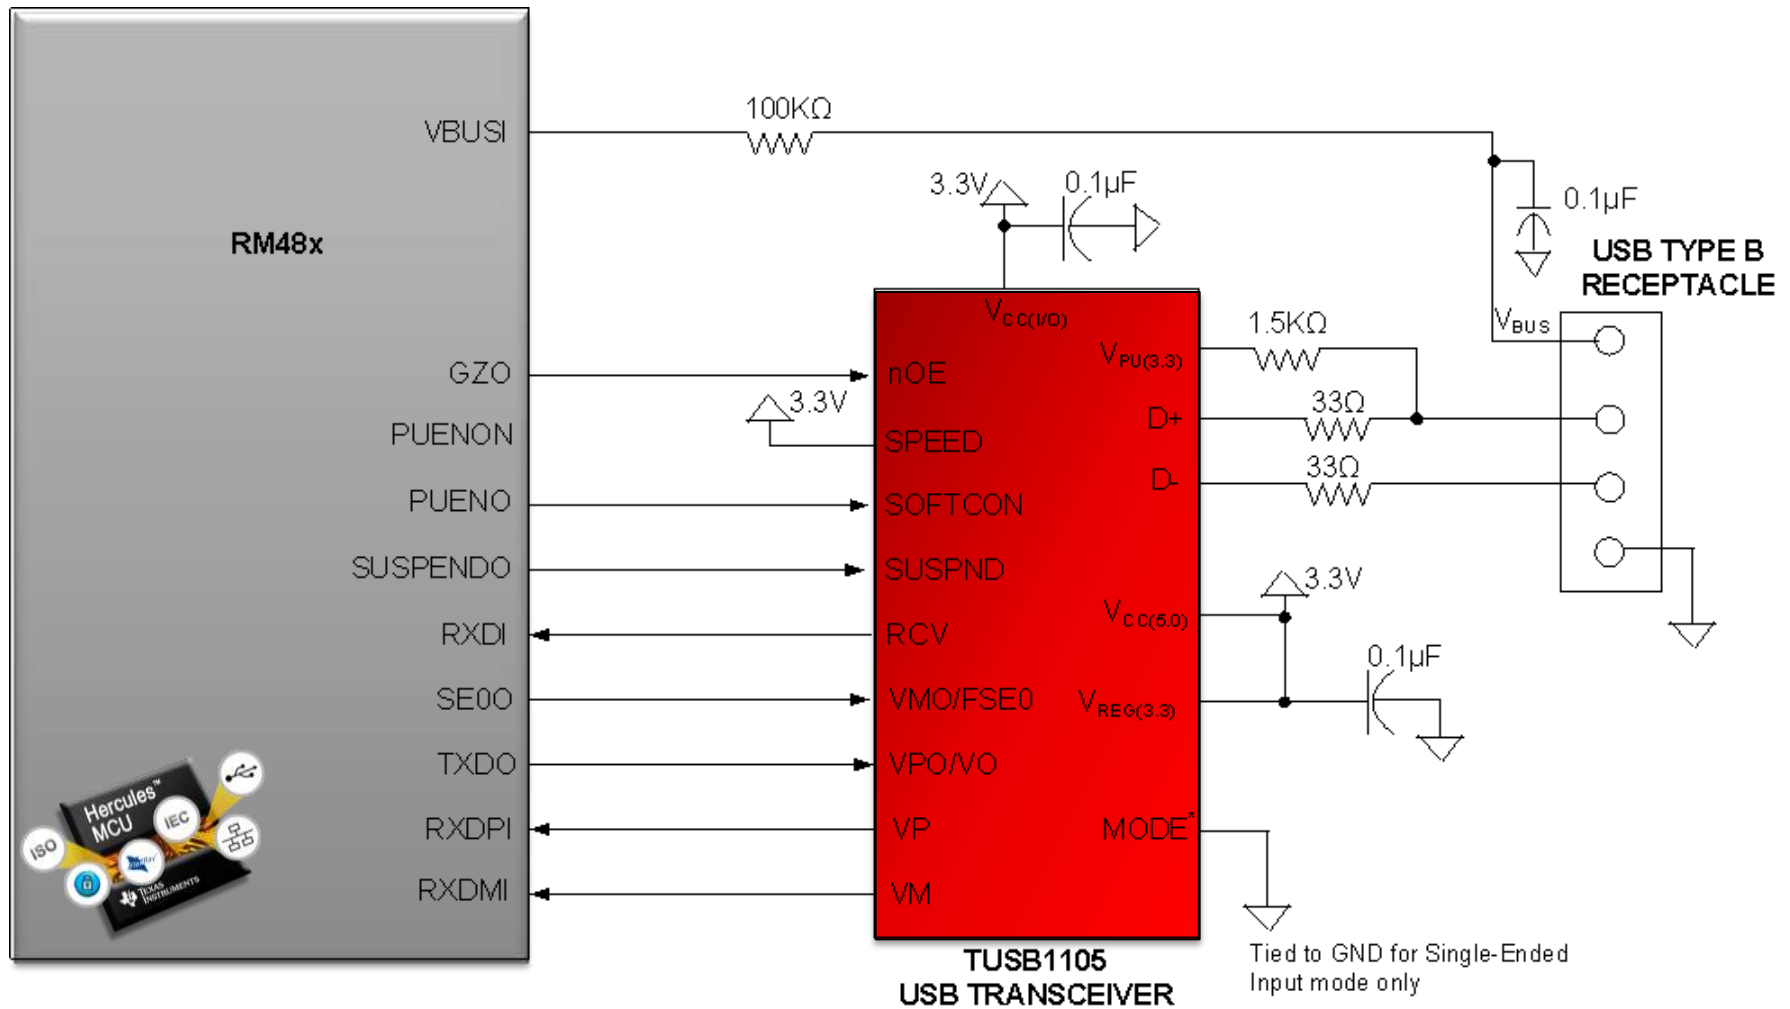 100KΩ
VBUSI
3.3V
0.1µF
0.1µF
RM48x
USB TYPE B
RECEPTACLE
VCC(I/O)
1.5KΩ
VBUS
VPU(3.3)
GZO
nOE
3.3V
33Ω
D+
PUENON
SPEED
33Ω
D-
PUENO
SOFTCON
SUSPENDO
SUSPND
3.3V
VCC(5.0)
RXDI
RCV
0.1µF
SE0O
VMO/FSE0
VREG(3.3)
TXDO
VPO/VO
Hercules™
MCU
ISO
IEC
TEXAS
INSTRUMENTS
RXDPI
VP
MODE*
RXDMI
VM
Tied to GND for Single-Ended
Input mode only
TUSB1105
USB TRANSCEIVER